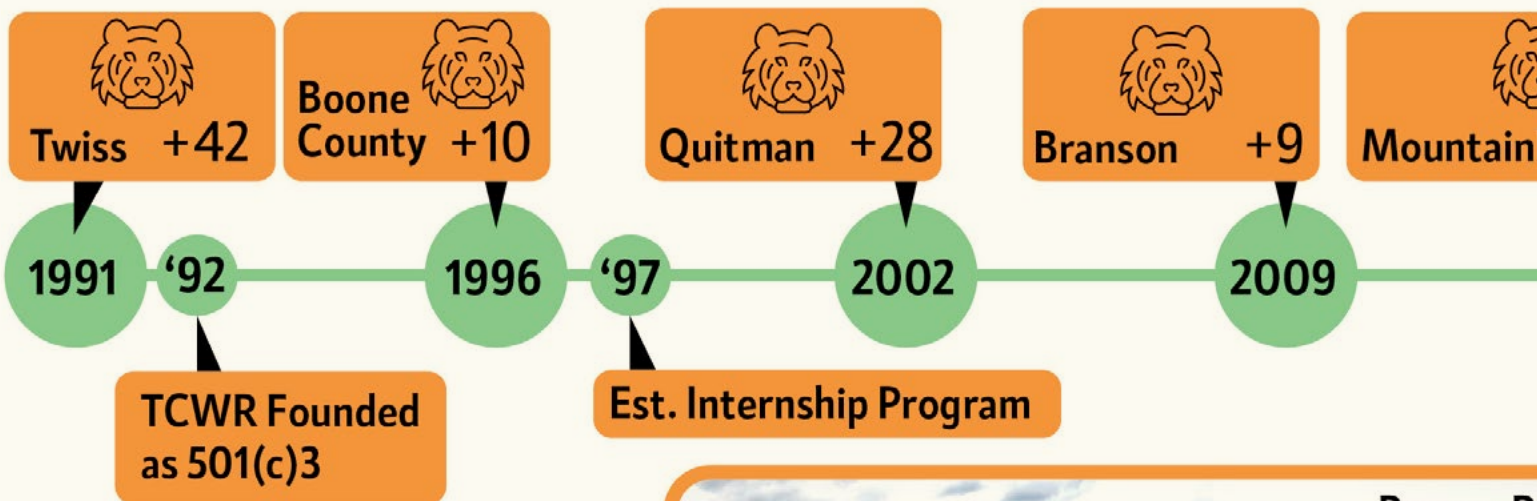 Twiss +42
Boone
County +10
Quitman +28
Branson +9
Mountain
1991
‘92
1996
‘97
2002
2009
TCWR Founded
as 501(c)3
Est. Internship Program